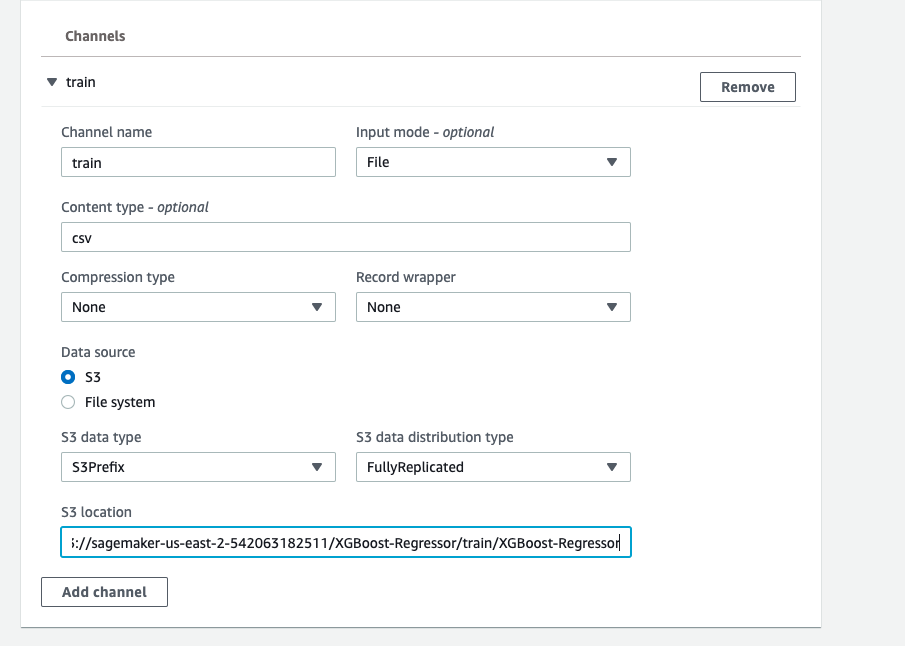 Channels
train
Remove
Channel name
Input mode - optional
train
File
Content type - optional
csv
Compression type
Record wrapper
None
None
Data source
S3
File system
S3 data type
S3 data distribution type
S3Prefix
FullyReplicated
S3 location
://sagemaker-us-east-2-542063182511/XGBoost-Regressor/train/XGBoost-Regressor
Add channel